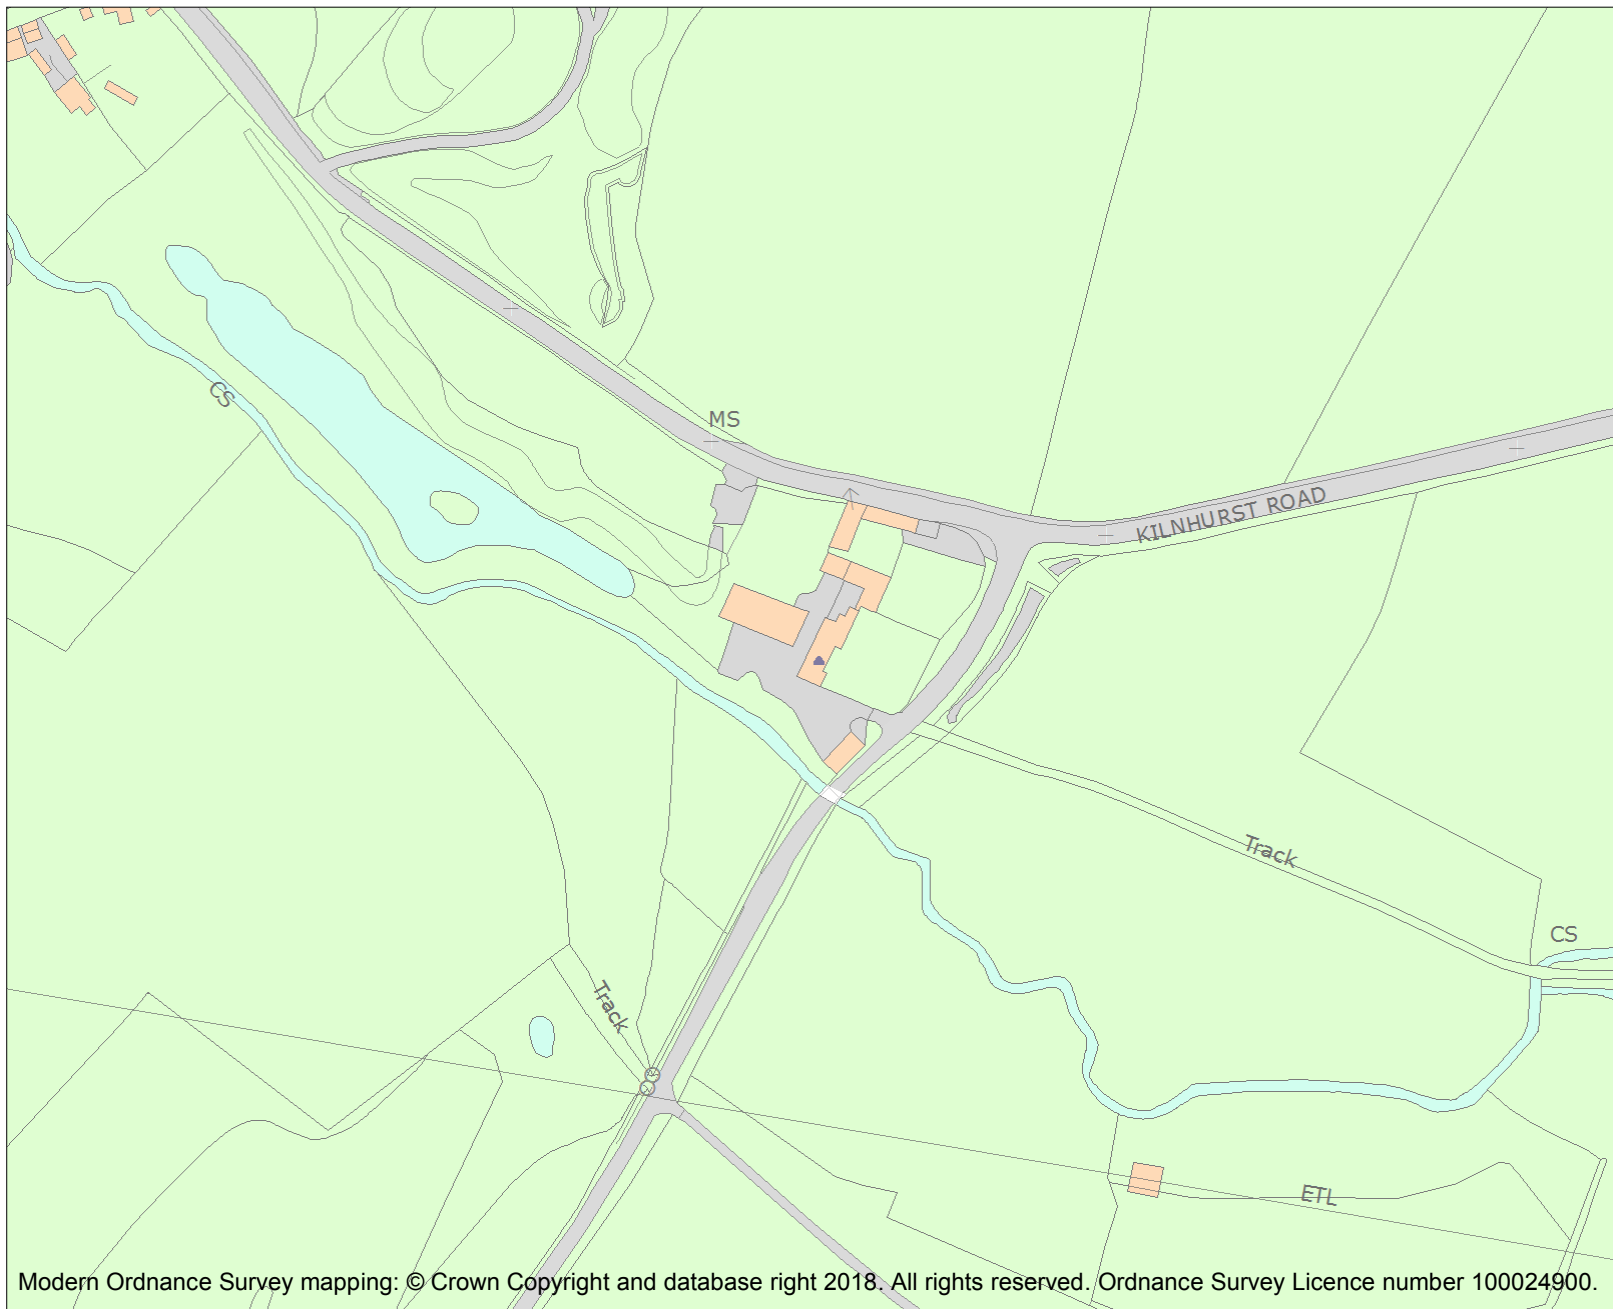 CS
MS
KILNHURST ROAD
Track
CS
Track
ETL
Modern Ordnance Survey mapping: © Crown Copyright and database right 2018. All rights reserved. Ordnance Survey Licence number 100024900.